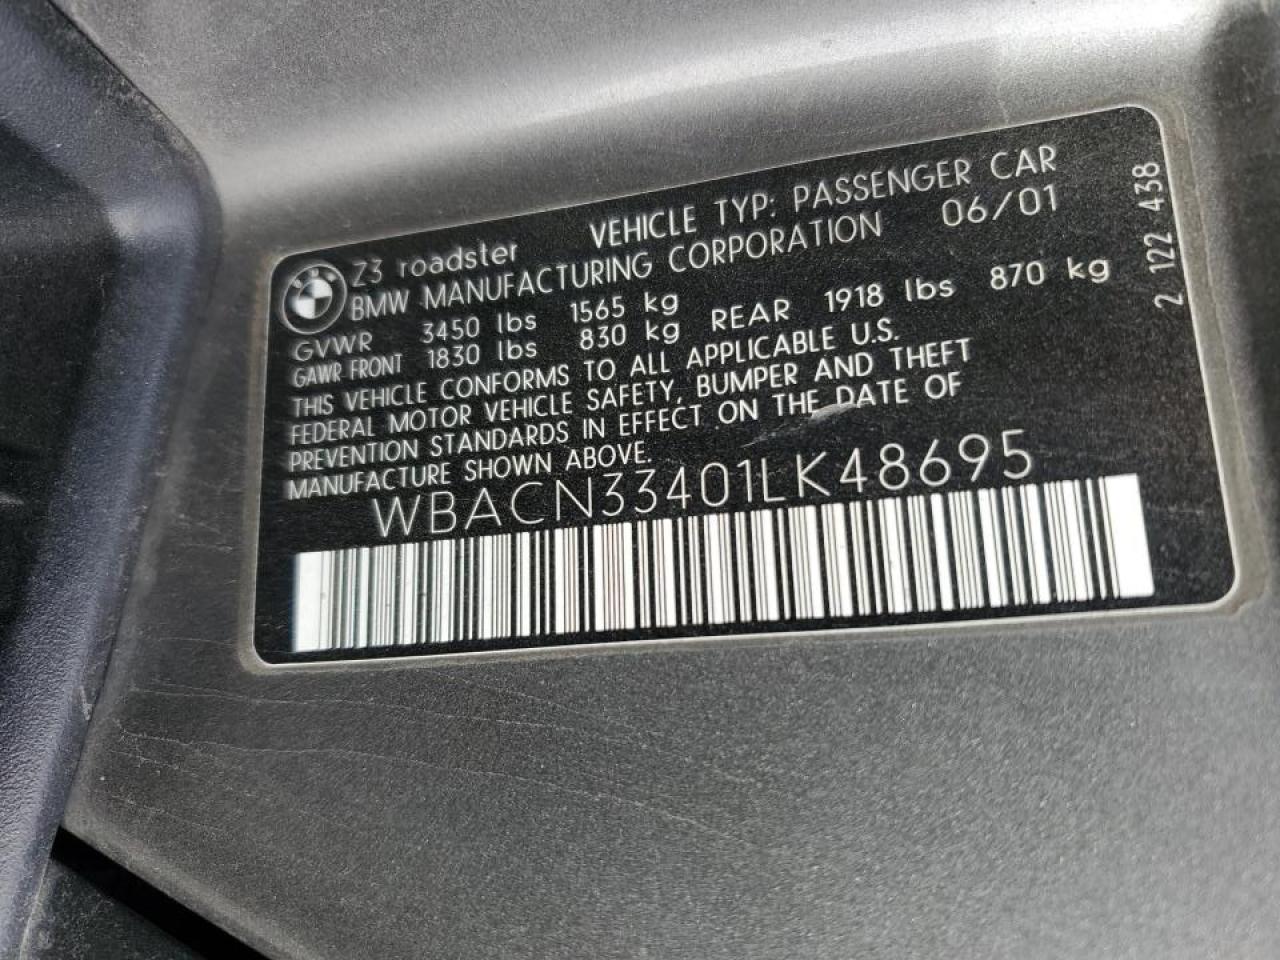 BMW
Z3 roadster VEHICLE TYP: PASSENGER CAR
BMW MANUFACTURING CORPORATION 06/01
GVWR 3450 lbs 1565 kg
GAWR FRONT 1830 lbs 830 kg REAR 1918 lbs 870 kg
THIS VEHICLE CONFORMS TO ALL APPLICABLE U.S.
FEDERAL MOTOR VEHICLE SAFETY, BUMPER AND THEFT
PREVENTION STANDARDS IN EFFECT ON THE DATE OF
MANUFACTURE SHOWN ABOVE.
WBACN33401LK48695
2 122 438